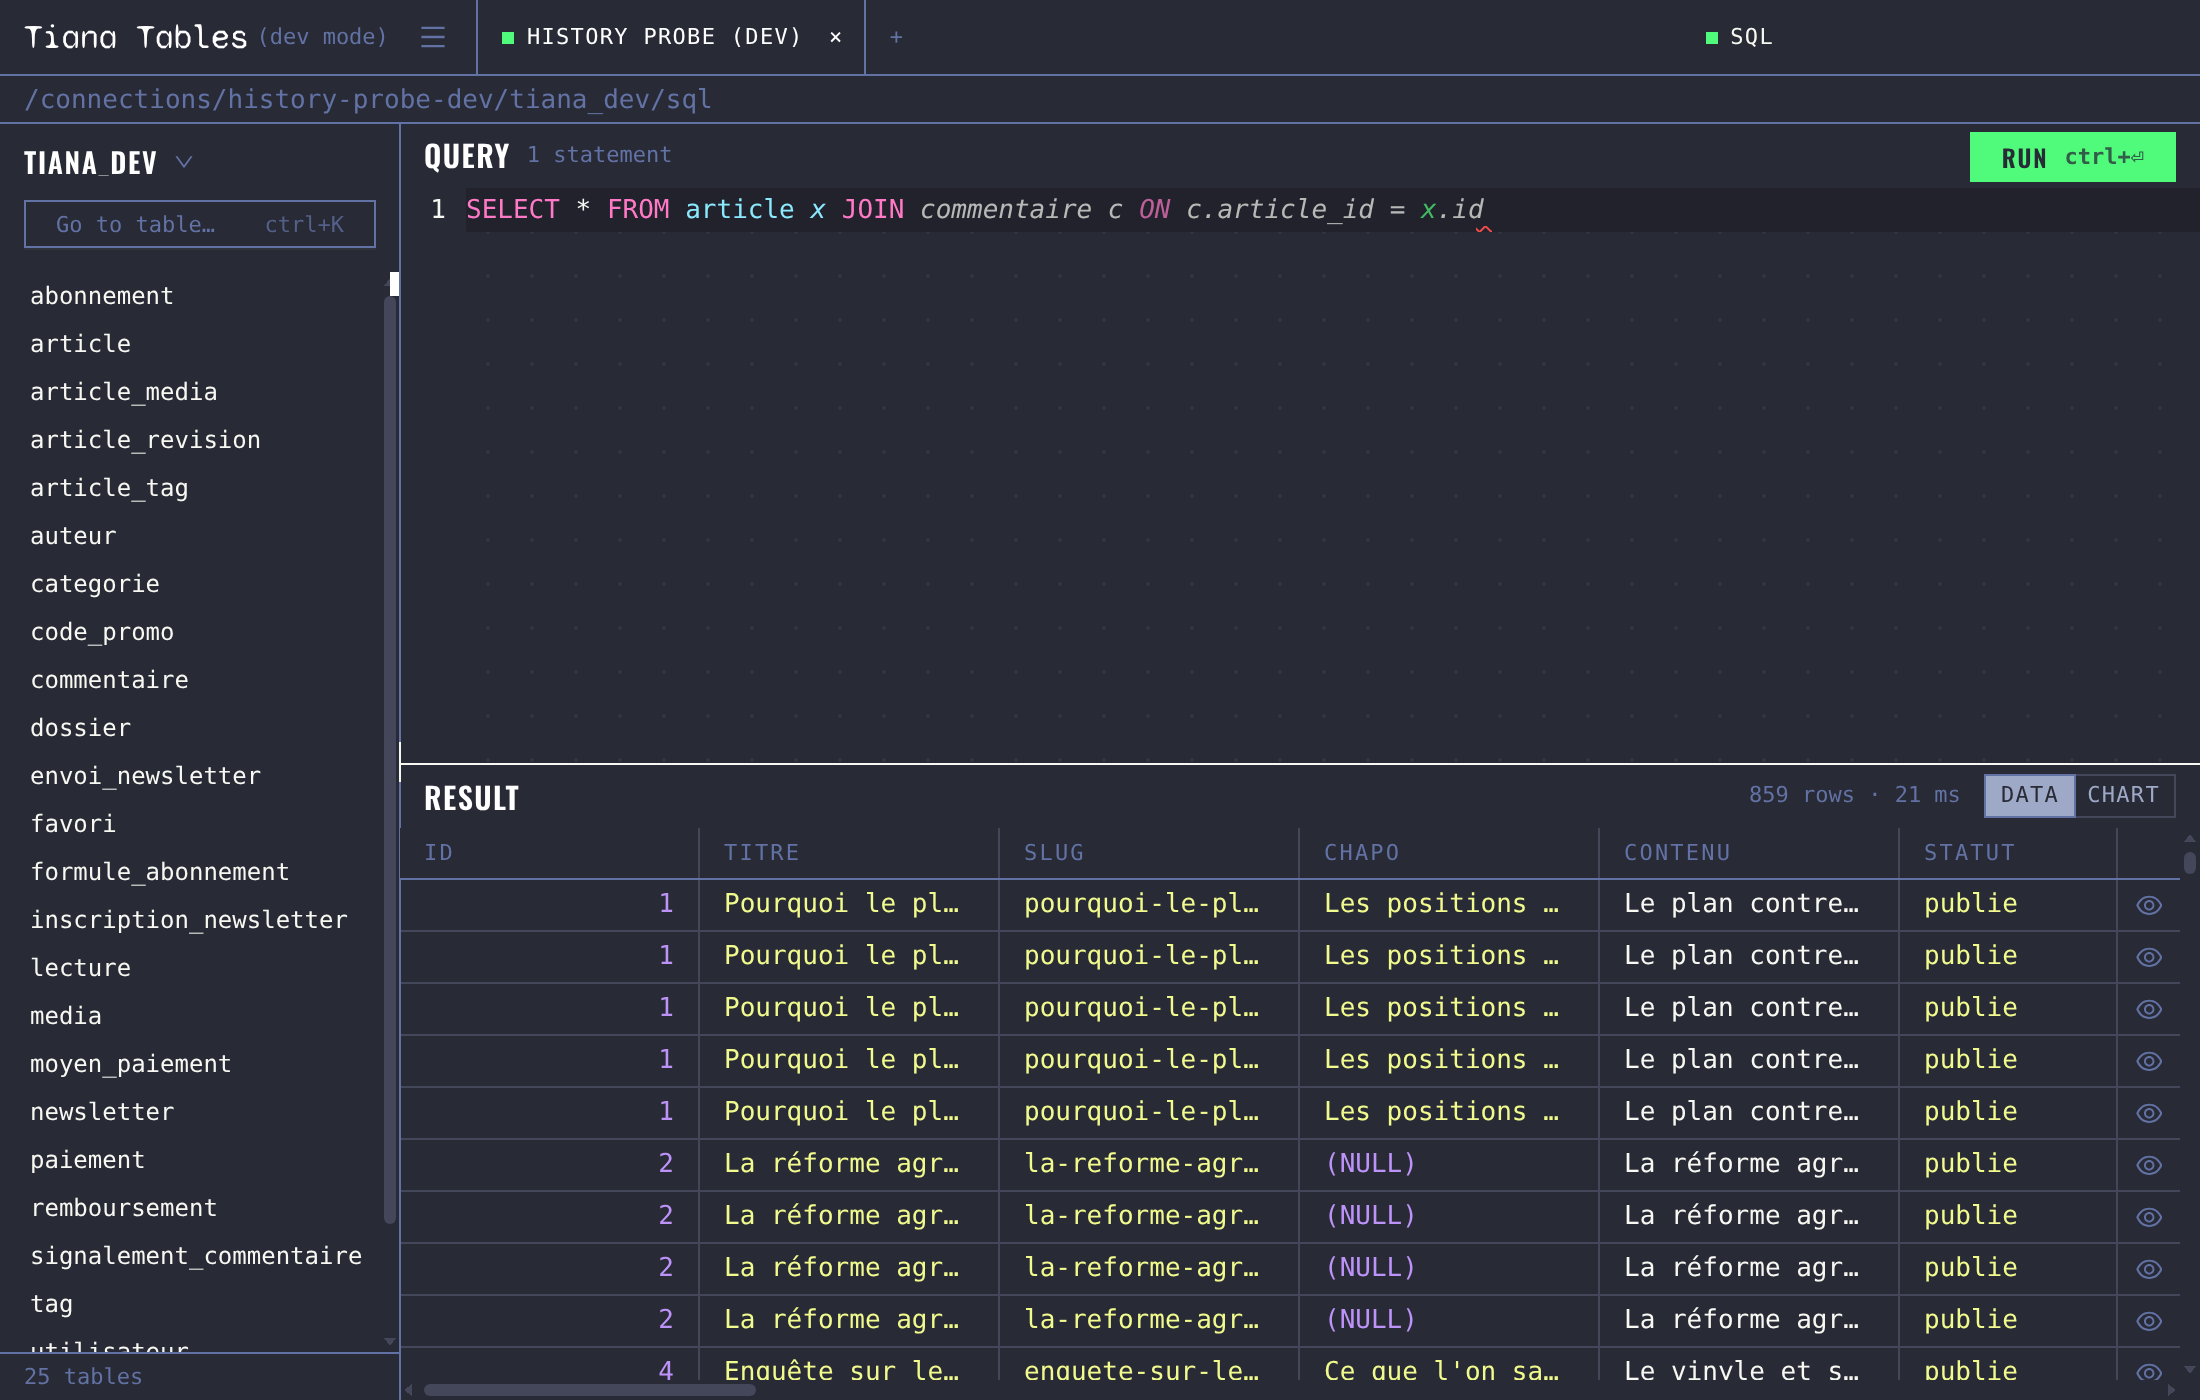 Tiana Tables (dev mode) HISTORY PROBE (DEV) × + SQL
/connections/history-probe-dev/tiana_dev/sql
TIANA_DEV
Go to table… ctrl+K
abonnement
article
article_media
article_revision
article_tag
auteur
categorie
code_promo
commentaire
dossier
envoi_newsletter
favori
formule_abonnement
inscription_newsletter
lecture
media
moyen_paiement
newsletter
paiement
remboursement
signalement_commentaire
tag
utilisateur
25 tables
QUERY 1 statement RUN ctrl+⏎
1 SELECT * FROM article x JOIN commentaire c ON c.article_id = x.id
RESULT 859 rows · 21 ms DATA CHART
ID TITRE SLUG CHAPO CONTENU STATUT
1 Pourquoi le pl… pourquoi-le-pl… Les positions … Le plan contre… publie
1 Pourquoi le pl… pourquoi-le-pl… Les positions … Le plan contre… publie
1 Pourquoi le pl… pourquoi-le-pl… Les positions … Le plan contre… publie
1 Pourquoi le pl… pourquoi-le-pl… Les positions … Le plan contre… publie
1 Pourquoi le pl… pourquoi-le-pl… Les positions … Le plan contre… publie
2 La réforme agr… la-reforme-agr… (NULL) La réforme agr… publie
2 La réforme agr… la-reforme-agr… (NULL) La réforme agr… publie
2 La réforme agr… la-reforme-agr… (NULL) La réforme agr… publie
2 La réforme agr… la-reforme-agr… (NULL) La réforme agr… publie
4 Enquête sur le… enquete-sur-le… Ce que l'on sa… Le vinyle et s… publie